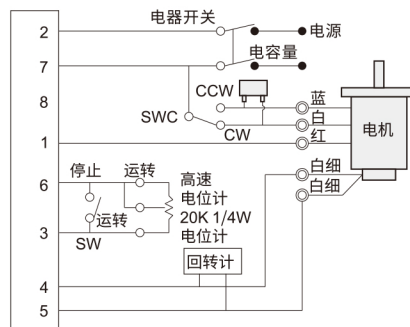 电器开关
2
电源
电容量
7
CCW
8
蓝
SWC
白
电机
CW
1
红
停止
运转
高速
白细
6
电位计
20K 1/4W
白细
运转
电位计
3
SW
回转计
4
5